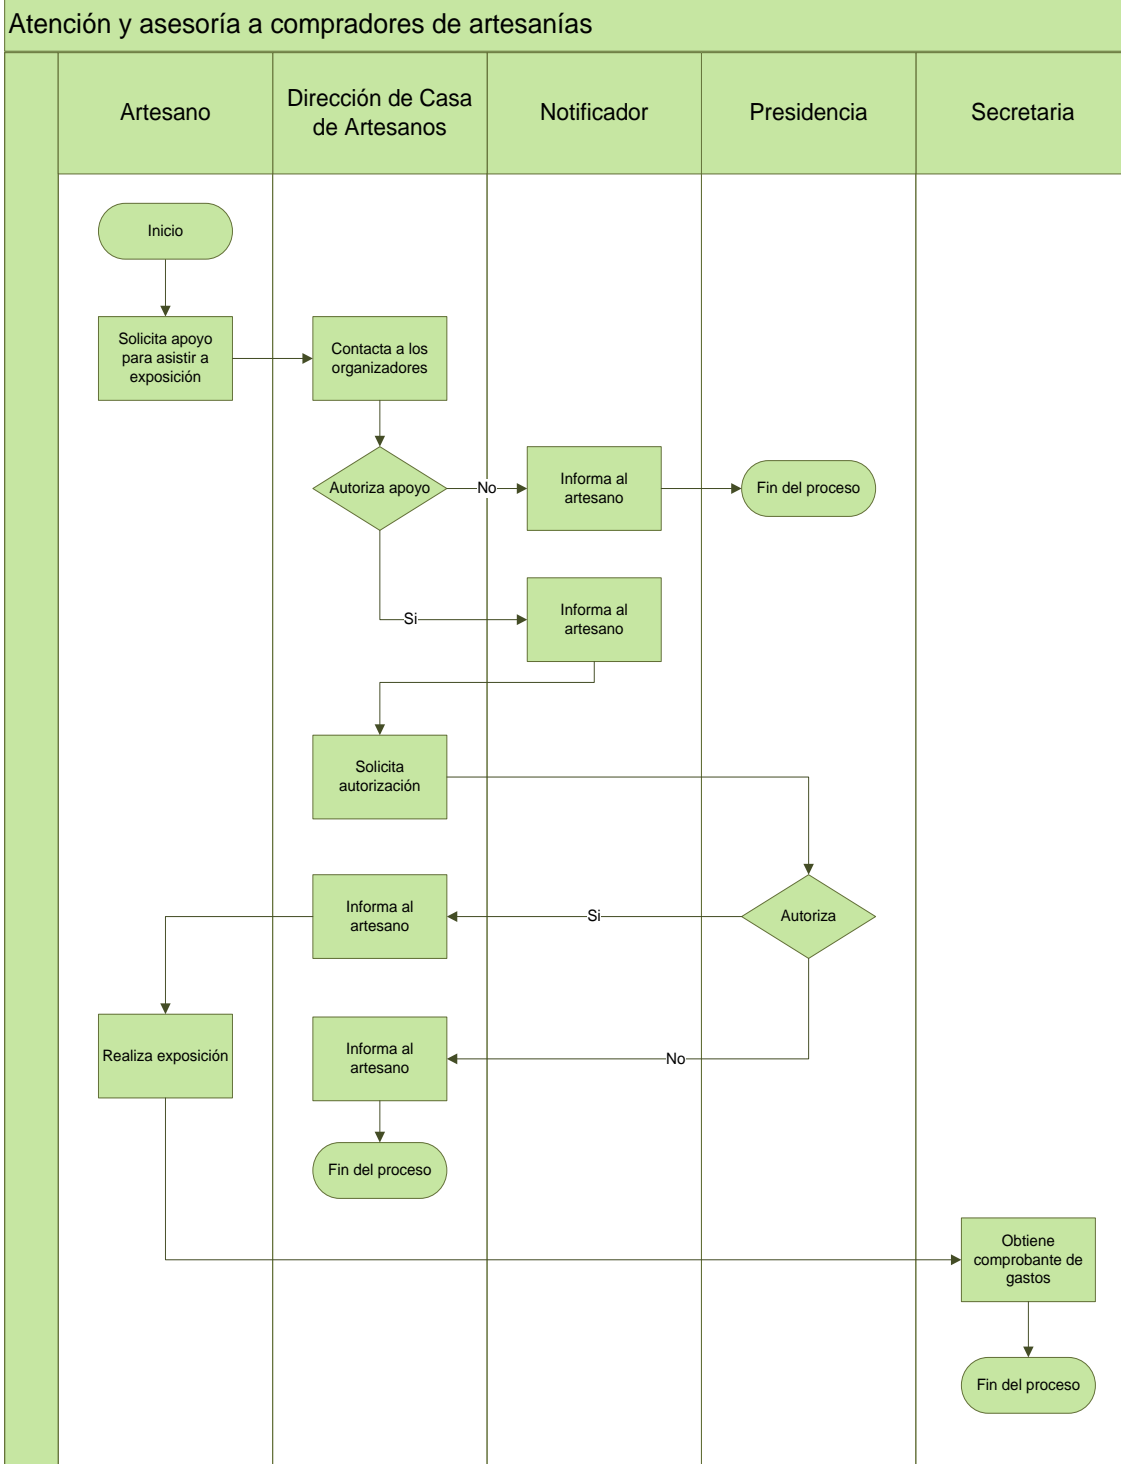 Atención y asesoría a compradores de artesanías
Artesano
Dirección de Casa
de Artesanos
Notificador
Presidencia
Secretaria
Inicio
Solicita apoyo
para asistir a
exposición
Contacta a los
organizadores
Autoriza apoyo
No
Informa al
artesano
Fin del proceso
Si
Informa al
artesano
Solicita
autorización
Autoriza
Si
Informa al
artesano
Realiza exposición
No
Informa al
artesano
Fin del proceso
Obtiene
comprobante de
gastos
Fin del proceso